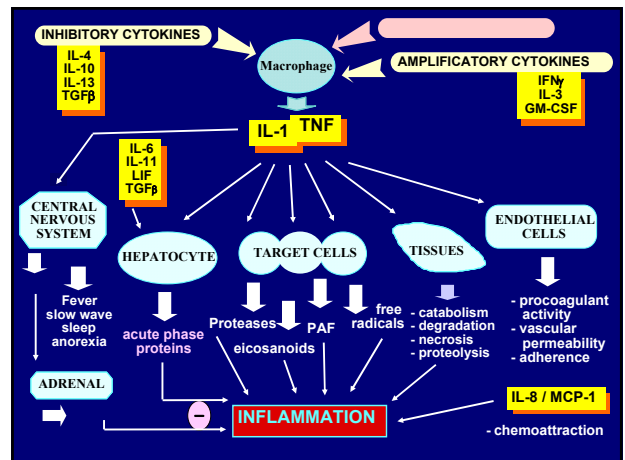 INHIBITORY CYTOKINES
IL-4
IL-10
IL-13
TGFβ
Macrophage
AMPLIFICATORY CYTOKINES
IFNγ
IL-3
GM-CSF
IL-1
TNF
IL-6
IL-11
LIF
TGFβ
CENTRAL
NERVOUS
SYSTEM
HEPATOCYTE
TARGET CELLS
TISSUES
ENDOTHELIAL
CELLS
Fever
slow wave
sleep
anorexia
acute phase
proteins
Proteases
eicosanoids
PAF
free
radicals
- catabolism
- degradation
- necrosis
- proteolysis
- procoagulant
activity
- vascular
permeability
- adherence
ADRENAL
–
INFLAMMATION
IL-8 / MCP-1
- chemoattraction